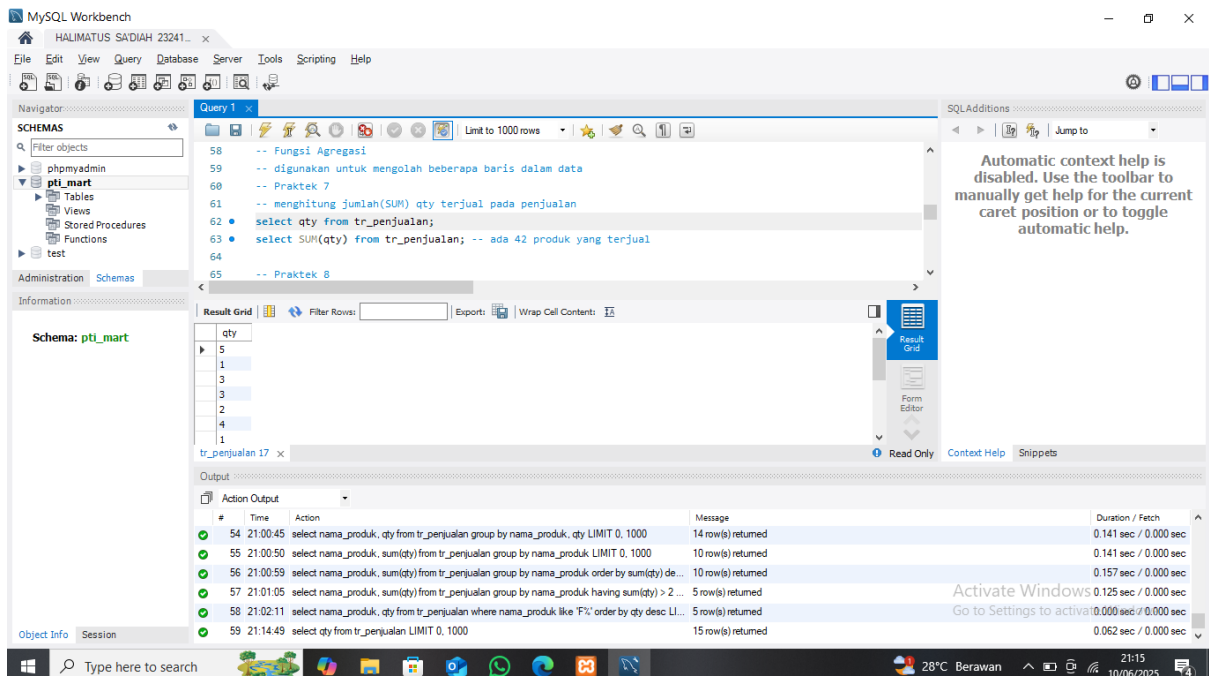 MySQL Workbench
HALIMATUS SA'DIAH 23241... ×
File Edit View Query Database Server Tools Scripting Help
Navigator
SCHEMAS
Filter objects
phpmyadmin
pti_mart
Tables
Views
Stored Procedures
Functions
test
Administration Schemas
Information
Schema: pti_mart
Object Info Session
Query 1 ×
Limit to 1000 rows
58 -- Fungsi Agregasi
59 -- digunakan untuk mengolah beberapa baris dalam data
60 -- Praktek 7
61 -- menghitung jumlah(SUM) qty terjual pada penjualan
62 select qty from tr_penjualan;
63 select SUM(qty) from tr_penjualan; -- ada 42 produk yang terjual
64
65 -- Praktek 8
Result Grid Filter Rows: Export: Wrap Cell Content:
qty
5
1
3
3
2
4
1
Result
Grid
Form
Editor
tr_penjualan 17 ×
Read Only
SQLAdditions
Jump to
Automatic context help is
disabled. Use the toolbar to
manually get help for the current
caret position or to toggle
automatic help.
Context Help Snippets
Output
Action Output
# Time Action Message Duration / Fetch
54 21:00:45 select nama_produk, qty from tr_penjualan group by nama_produk, qty LIMIT 0, 1000 14 row(s) returned 0.141 sec / 0.000 sec
55 21:00:50 select nama_produk, sum(qty) from tr_penjualan group by nama_produk LIMIT 0, 1000 10 row(s) returned 0.141 sec / 0.000 sec
56 21:00:59 select nama_produk, sum(qty) from tr_penjualan group by nama_produk order by sum(qty) de... 10 row(s) returned 0.157 sec / 0.000 sec
57 21:01:05 select nama_produk, sum(qty) from tr_penjualan group by nama_produk having sum(qty) > 2 ... 5 row(s) returned 0.125 sec / 0.000 sec
58 21:02:11 select nama_produk, qty from tr_penjualan where nama_produk like 'F%' order by qty desc LI... 5 row(s) returned 0.000 sec / 0.000 sec
59 21:14:49 select qty from tr_penjualan LIMIT 0, 1000 15 row(s) returned 0.062 sec / 0.000 sec
Activate Windows
Go to Settings to activate
Type here to search
28°C Berawan
21:15
10/06/2025
4